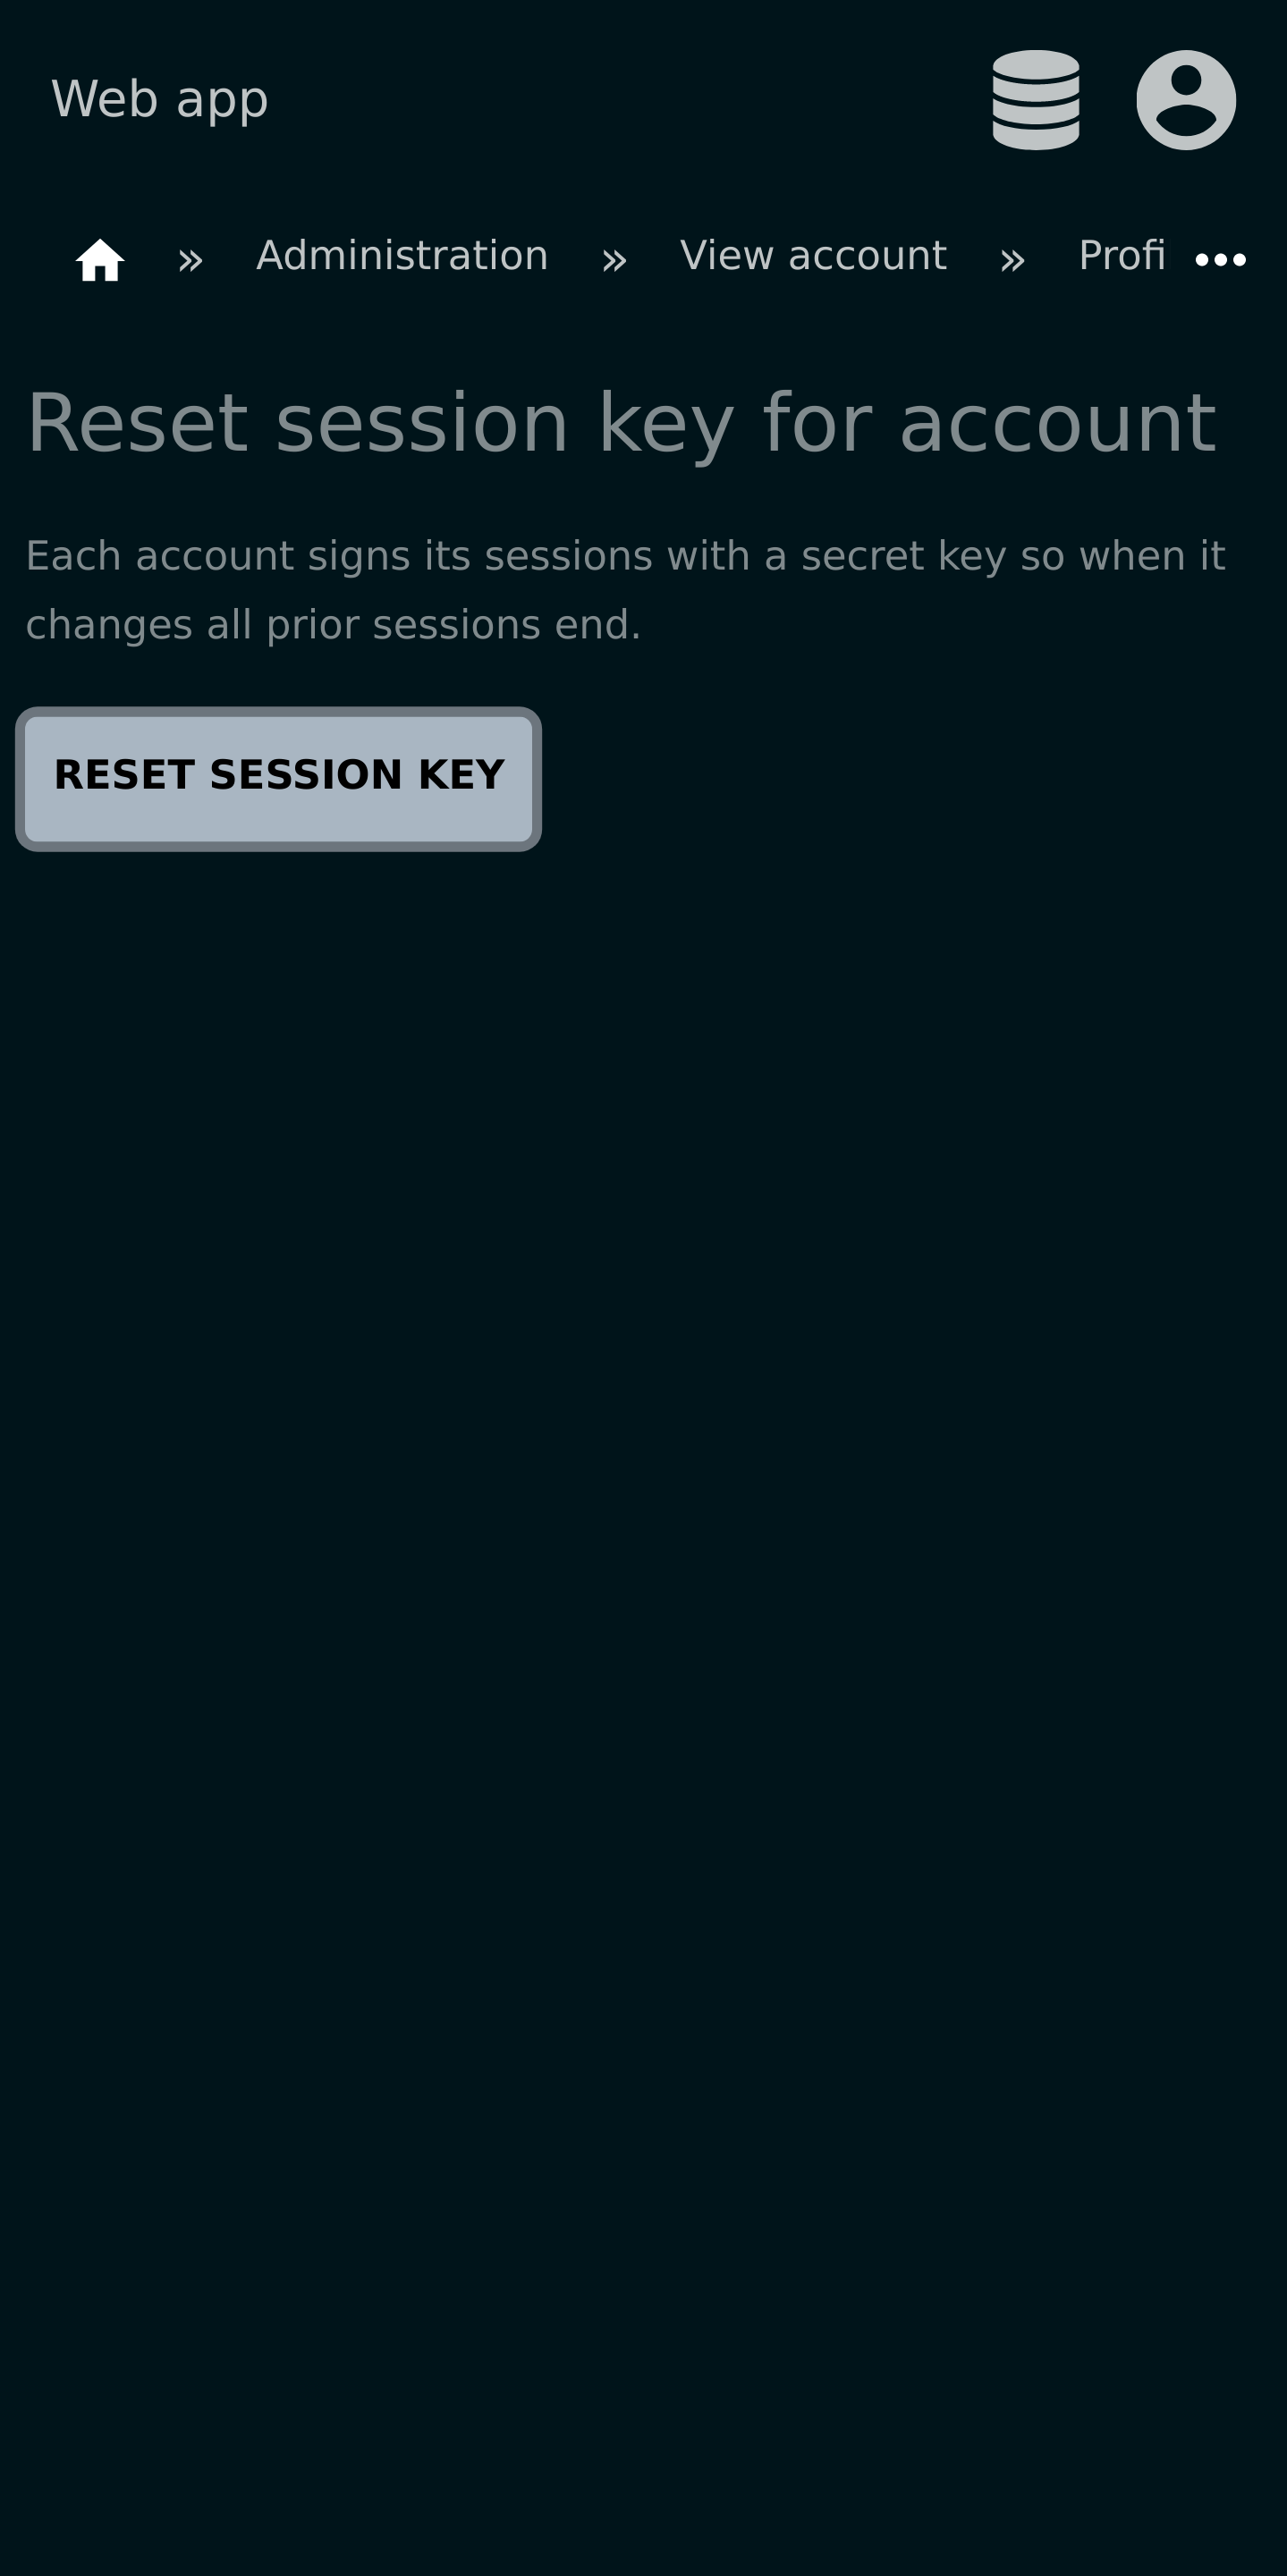 Web app
» Administration » View account » Profi
Reset session key for account
Each account signs its sessions with a secret key so when it
changes all prior sessions end.
RESET SESSION KEY